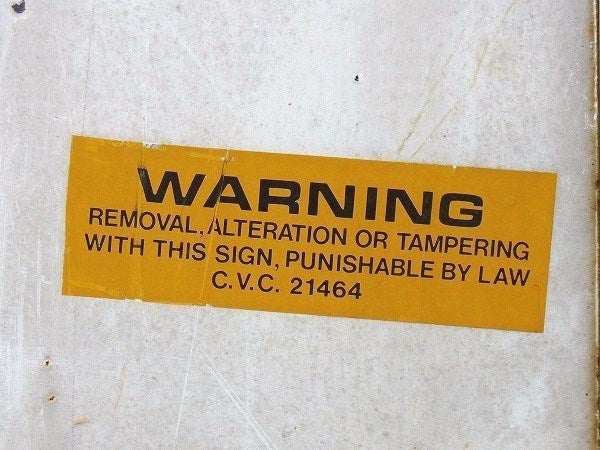 WARNING
REMOVAL, ALTERATION OR TAMPERING
WITH THIS SIGN, PUNISHABLE BY LAW
C.V.C. 21464